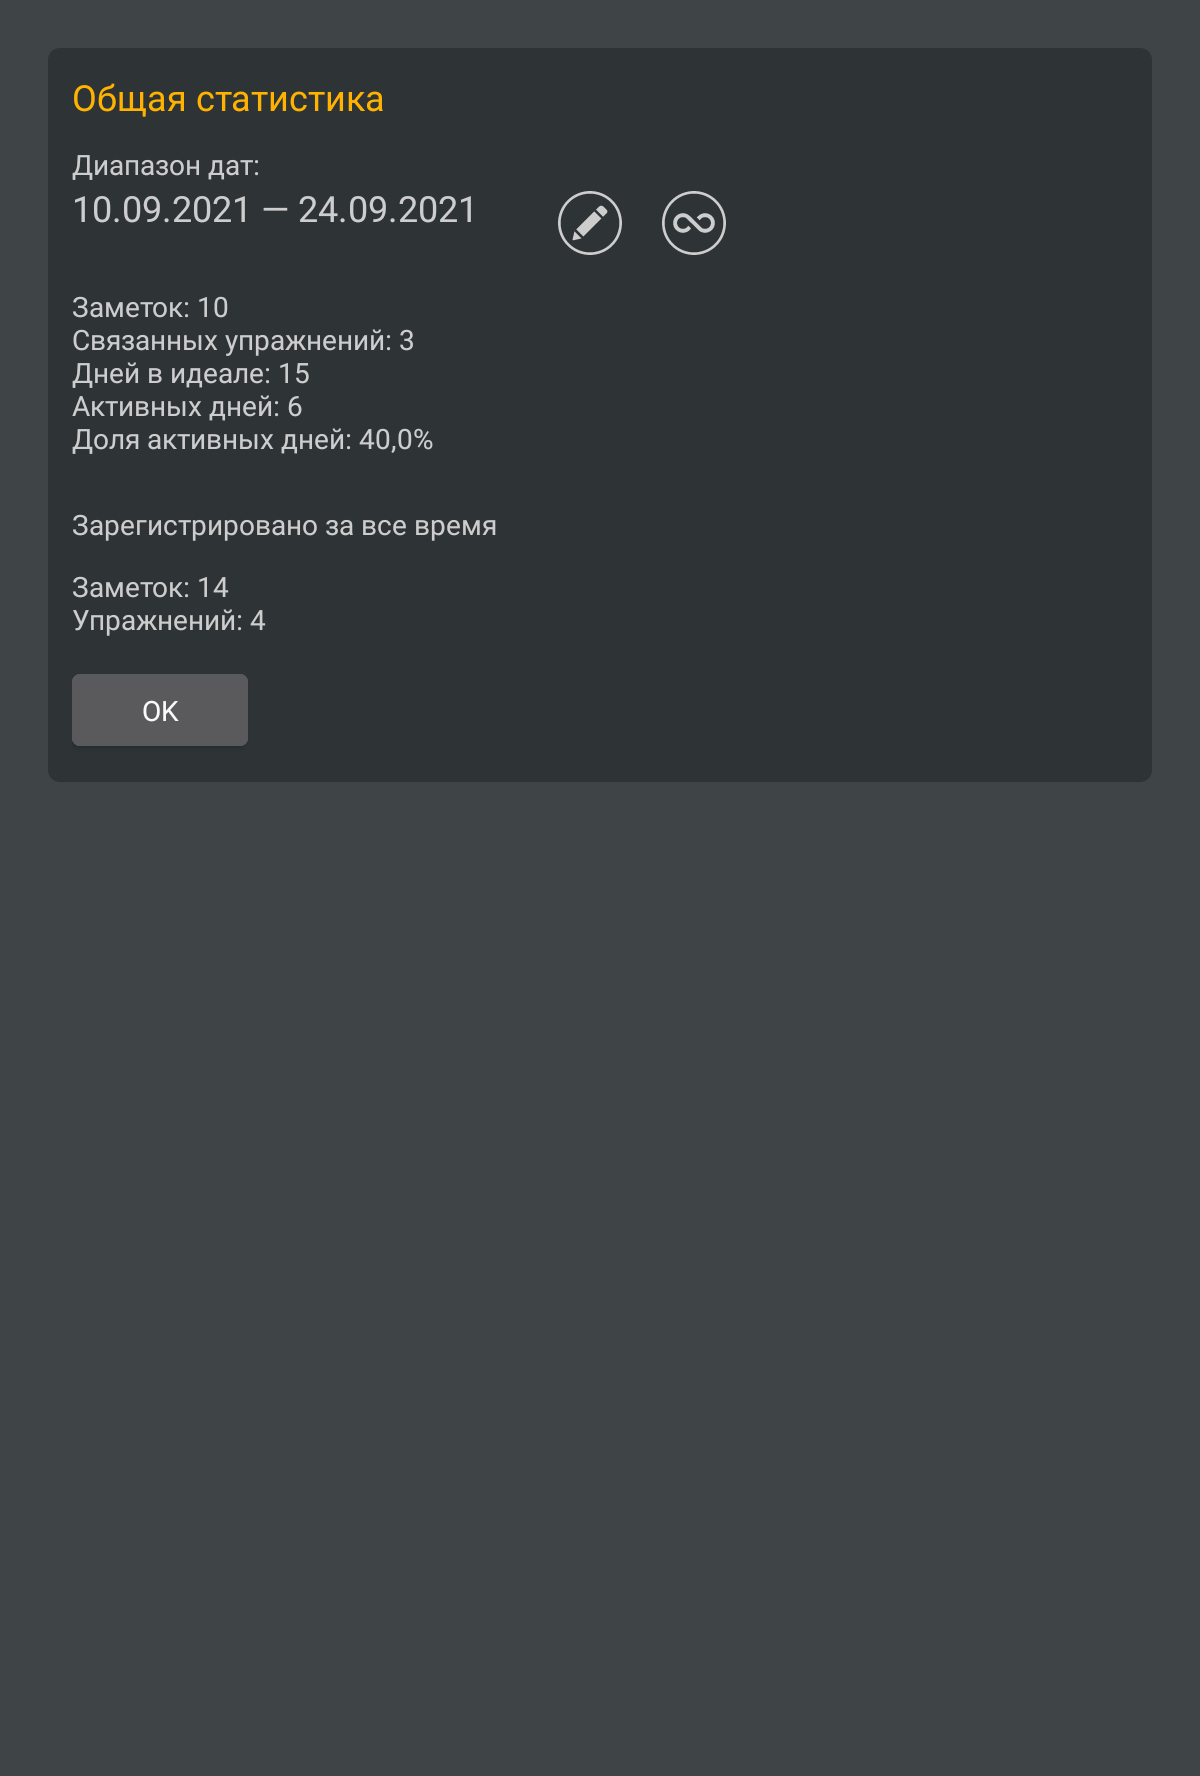 Общая статистика
Диапазон дат:
10.09.2021 — 24.09.2021
Заметок: 10
Связанных упражнений: 3
Дней в идеале: 15
Активных дней: 6
Доля активных дней: 40,0%
Зарегистрировано за все время
Заметок: 14
Упражнений: 4
OK